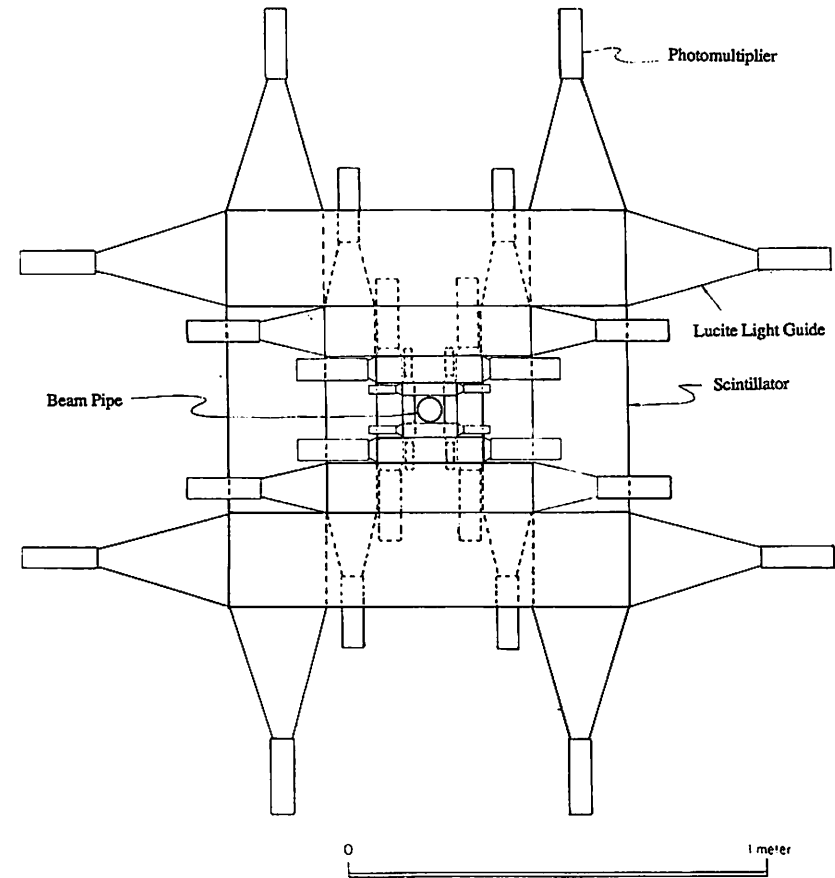 Photomultiplier
Lucite Light Guide
Beam Pipe
Scintillator
0
1 meter